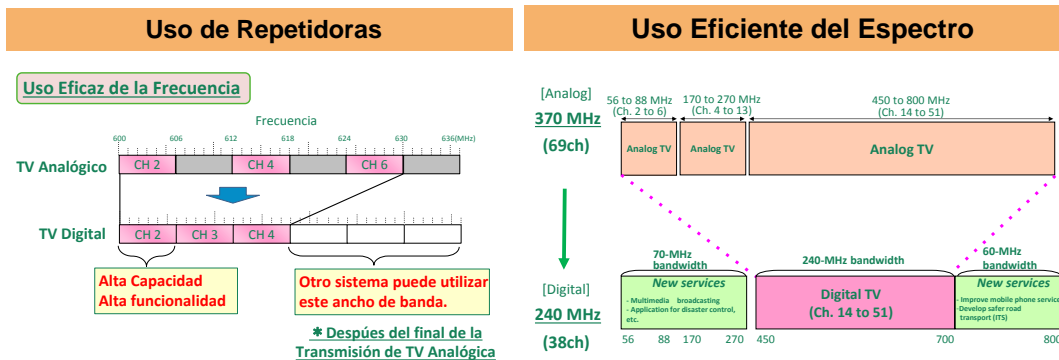 Uso de Repetidoras
Uso Eficaz de la Frecuencia
Frecuencia
600 606 612 618 624 630 636(MHz)
TV Analógico
CH 2 CH 4 CH 6
TV Digital
CH 2 CH 3 CH 4
Alta Capacidad
Alta funcionalidad
Otro sistema puede utilizar
este ancho de banda.
* Despúes del final de la
Transmisión de TV Analógica
Uso Eficiente del Espectro
[Analog]
370 MHz
(69ch)
56 to 88 MHz
(Ch. 2 to 6)
170 to 270 MHz
(Ch. 4 to 13)
450 to 800 MHz
(Ch. 14 to 51)
Analog TV
Analog TV
Analog TV
[Digital]
240 MHz
(38ch)
70-MHz
bandwidth
240-MHz bandwidth
60-MHz
bandwidth
New services
- Multimedia broadcasting
- Application for disaster control,
etc.
Digital TV
(Ch. 14 to 51)
New services
- Improve mobile phone service
-Develop safer road
transport (ITS)
56 88 170 270 450 700 800